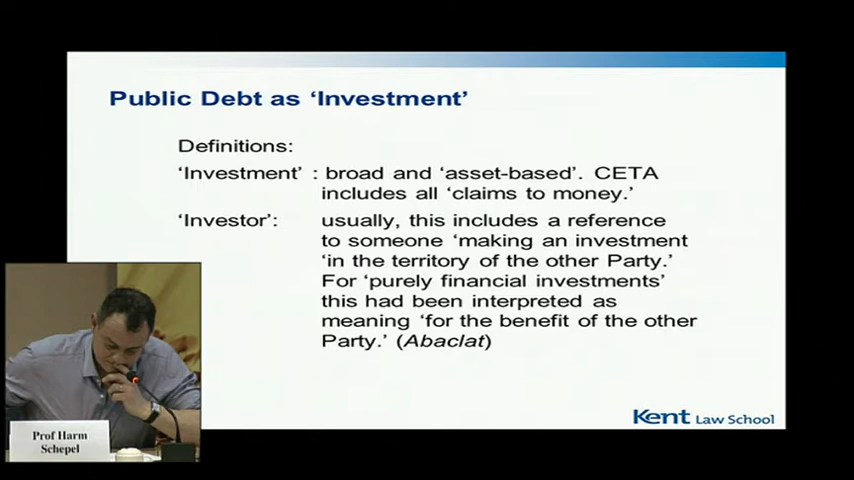 Public Debt as ‘Investment’
Definitions:
‘Investment’ : broad and ‘asset-based’. CETA
includes all ‘claims to money.’
‘Investor’: usually, this includes a reference
to someone ‘making an investment
‘in the territory of the other Party.’
For ‘purely financial investments’
this had been interpreted as
meaning ‘for the benefit of the other
Party.’ (Abaclat)
Kent Law School
Prof Harm
Schepel